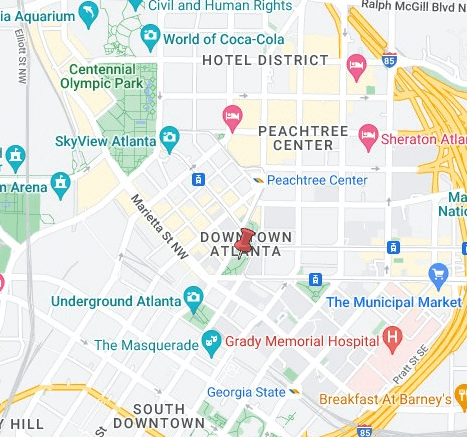 Civil and Human Rights
Ralph McGill Blvd N
ia Aquarium
World of Coca-Cola
HOTEL DISTRICT
85
Elliott St NW
Centennial
Olympic Park
SkyView Atlanta
PEACHTREE
CENTER
Sheraton Atla
m Arena
Peachtree Center
Ma
Natio
Marietta St NW
DOWNTOWN
ATLANTA
Underground Atlanta
The Municipal Market
The Masquerade
Grady Memorial Hospital
H
Pratt St SE
Georgia State
Breakfast At Barney's
SOUTH
DOWNTOWN
Y HILL
85